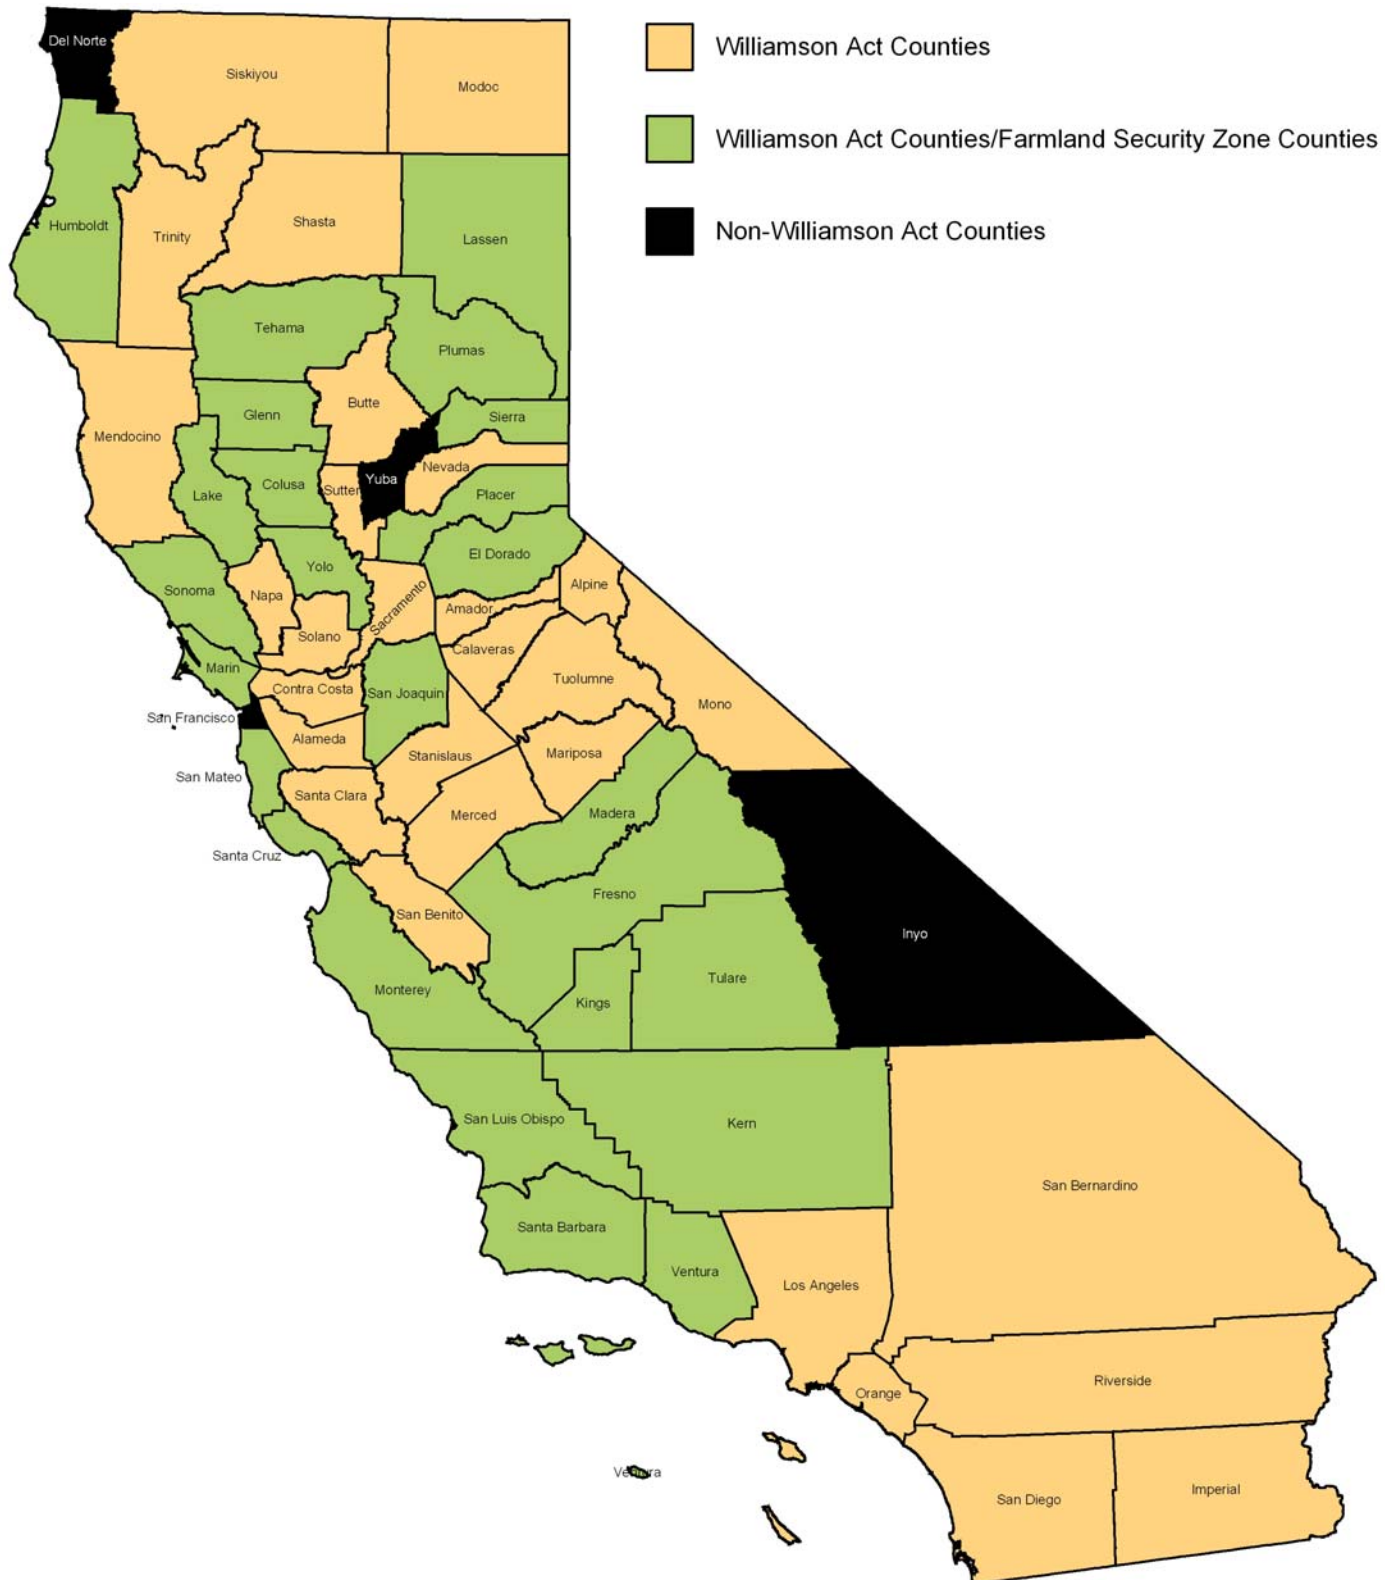 Williamson Act Counties
Williamson Act Counties/Farmland Security Zone Counties
Non-Williamson Act Counties
Del Norte
Siskiyou
Modoc
Humboldt
Trinity
Shasta
Lassen
Tehama
Plumas
Butte
Glenn
Sierra
Mendocino
Nevada
Yuba
Colusa
Sutter
Lake
Placer
El Dorado
Yolo
Alpine
Sonoma
Napa
Sacramento
Amador
Solano
Calaveras
Marin
Tuolumne
Contra Costa
San Joaquin
Mono
San Francisco
Alameda
Mariposa
Stanislaus
San Mateo
Santa Clara
Madera
Merced
Santa Cruz
Fresno
San Benito
Inyo
Tulare
Monterey
Kings
San Luis Obispo
Kern
San Bernardino
Santa Barbara
Ventura
Los Angeles
Riverside
Orange
Ventura
Imperial
San Diego